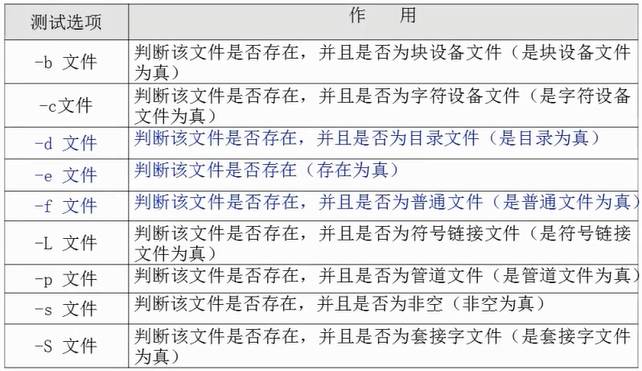 测试选项
作 用
-b 文件
判断该文件是否存在，并且是否为块设备文件（是块设备文件
为真）
-c文件
判断该文件是否存在，并且是否为字符设备文件（是字符设备
文件为真）
-d 文件
判断该文件是否存在，并且是否为目录文件（是目录为真）
-e 文件
判断该文件是否存在（存在为真）
-f 文件
判断该文件是否存在，并且是否为普通文件（是普通文件为真）
-L 文件
判断该文件是否存在，并且是否为符号链接文件（是符号链接
文件为真）
-p 文件
判断该文件是否存在，并且是否为管道文件（是管道文件为真）
-s 文件
判断该文件是否存在，并且是否为非空（非空为真）
-S 文件
判断该文件是否存在，并且是否为套接字文件（是套接字文件
为真）